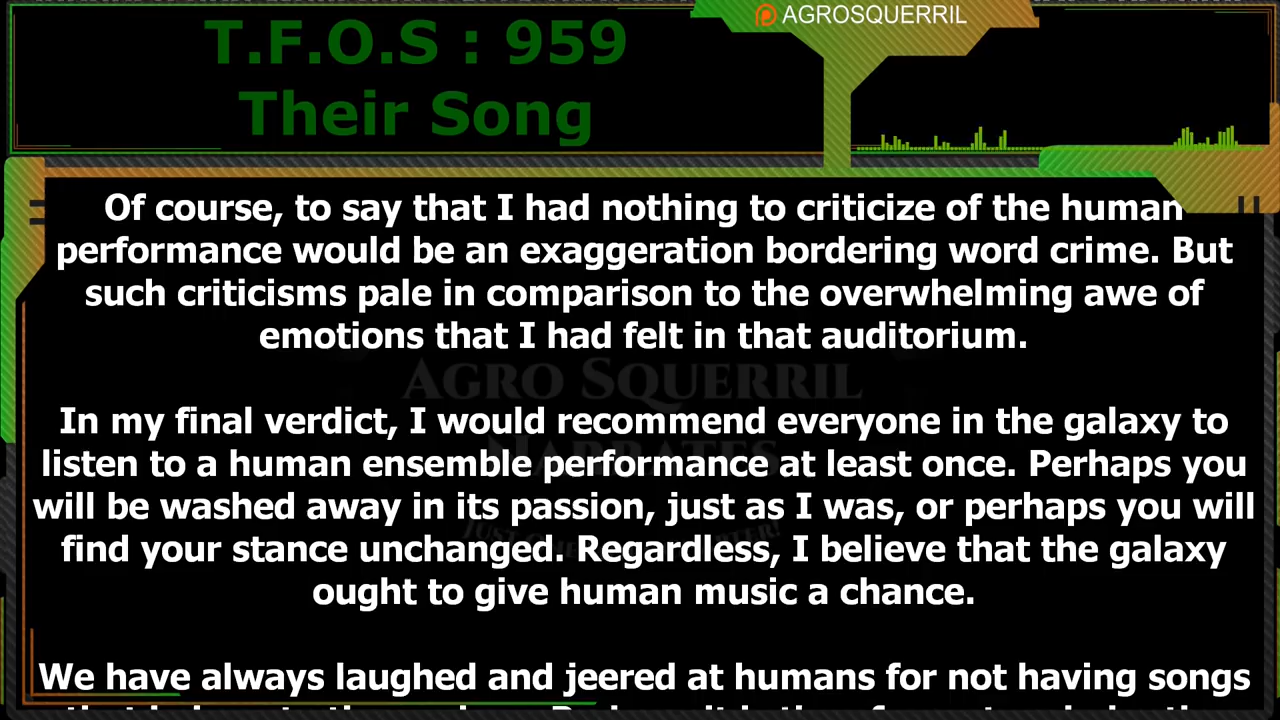 AGROSQUERRIL
T.F.O.S : 959
Their Song
Of course, to say that I had nothing to criticize of the human
performance would be an exaggeration bordering word crime. But
such criticisms pale in comparison to the overwhelming awe of
emotions that I had felt in that auditorium.
AGRO SQUERRIL
NARRATES
In my final verdict, I would recommend everyone in the galaxy to
listen to a human ensemble performance at least once. Perhaps you
will be washed away in its passion, just as I was, or perhaps you will
find your stance unchanged. Regardless, I believe that the galaxy
ought to give human music a chance.
We have always laughed and jeered at humans for not having songs